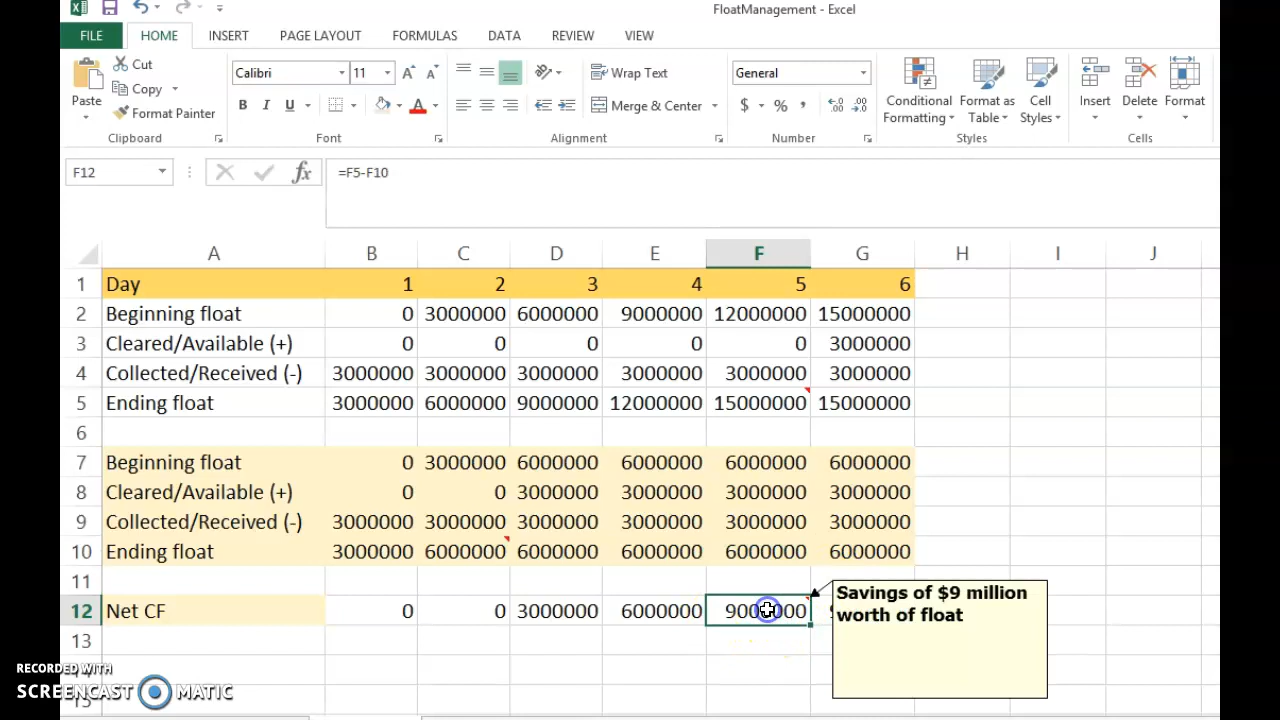 FloatManagement - Excel
FILE HOME INSERT PAGE LAYOUT FORMULAS DATA REVIEW VIEW
Paste
Cut
Copy
Format Painter
Clipboard
Calibri 11
B I U
Font
Wrap Text
Merge & Center
Alignment
General
$ % ,
Number
Conditional Formatting
Format as Table
Cell Styles
Styles
Insert Delete Format
Cells
F12 fx =F5-F10
A B C D E F G H I J
1 Day 1 2 3 4 5 6
2 Beginning float 0 3000000 6000000 9000000 12000000 15000000
3 Cleared/Available (+) 0 0 0 0 0 3000000
4 Collected/Received (-) 3000000 3000000 3000000 3000000 3000000 3000000
5 Ending float 3000000 6000000 9000000 12000000 15000000 15000000
6
7 Beginning float 0 3000000 6000000 6000000 6000000 6000000
8 Cleared/Available (+) 0 0 3000000 3000000 3000000 3000000
9 Collected/Received (-) 3000000 3000000 3000000 3000000 3000000 3000000
10 Ending float 3000000 6000000 6000000 6000000 6000000 6000000
11
12 Net CF 0 0 3000000 6000000 9000000
Savings of $9 million
worth of float
13
RECORDED WITH
SCREENCAST MATIC